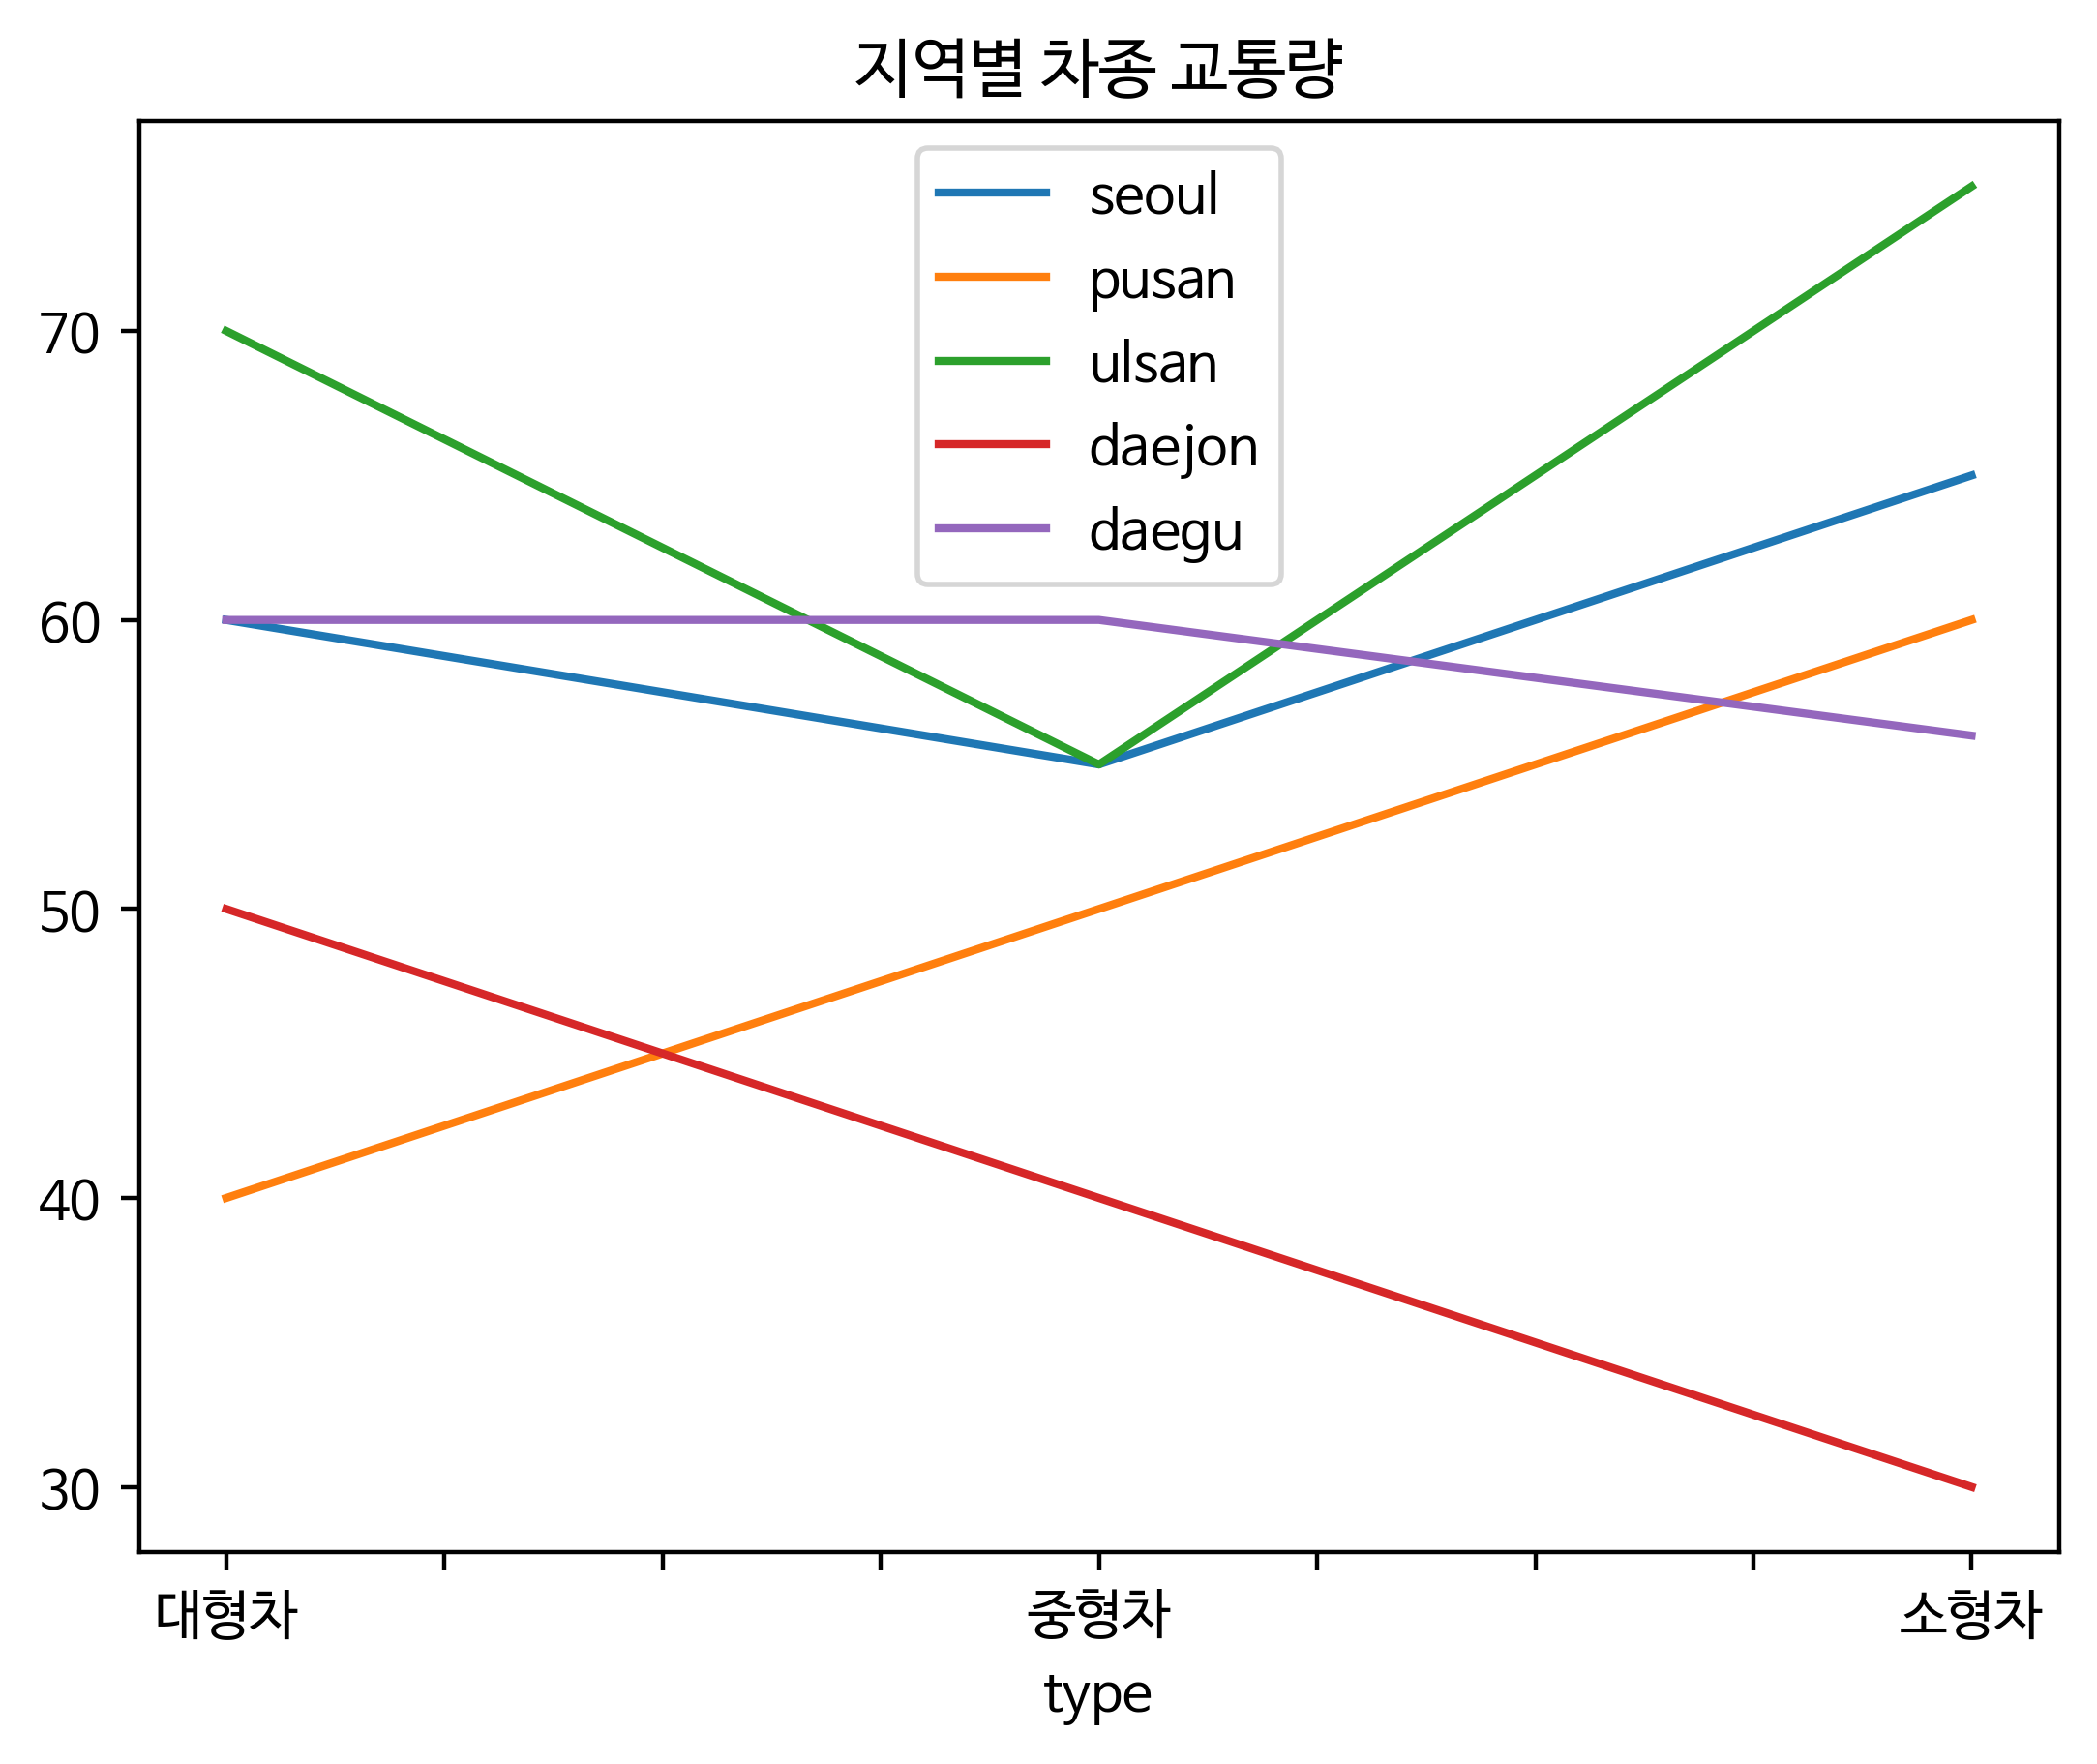 지역별 차종 교통량
seoul
pusan
ulsan
daejon
daegu
70
60
50
40
30
대형차 중형차 소형차
type